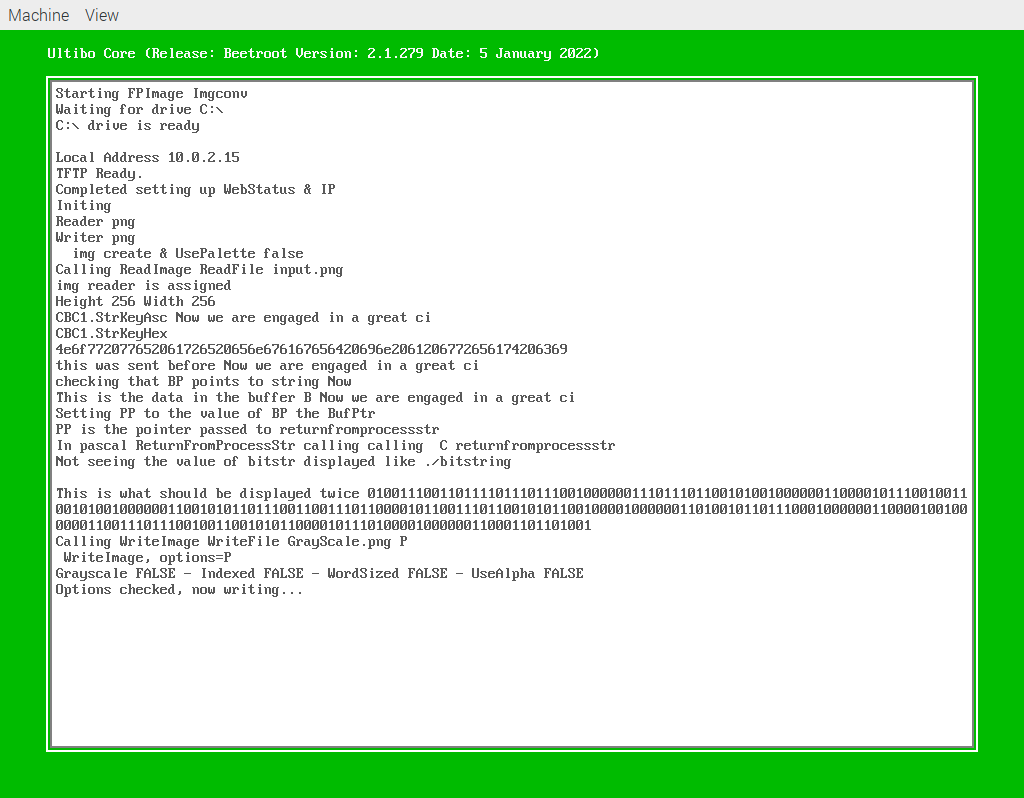 Machine View
Ultibo Core (Release: Beetroot Version: 2.1.279 Date: 5 January 2022)
Starting FPImage Imgconv
Waiting for drive C:\
C:\ drive is ready
Local Address 10.0.2.15
TFTP Ready.
Completed setting up WebStatus & IP
Initing
Reader png
Writer png
img create & UsePalette false
Calling ReadImage ReadFile input.png
img reader is assigned
Height 256 Width 256
CBC1.StrKeyAsc Now we are engaged in a great ci
CBC1.StrKeyHex
4e6f772077652061726520656e676167656420696e2061206772656174206369
this was sent before Now we are engaged in a great ci
checking that BP points to string Now
This is the data in the buffer B Now we are engaged in a great ci
Setting PP to the value of BP the BufPtr
PP is the pointer passed to returnfromprocessstr
In pascal ReturnFromProcessStr calling calling  C returnfromprocessstr
Not seeing the value of bitstr displayed like ./bitstring
This is what should be displayed twice 010011100110111101110111001000000111011101100101001000000110000101110010011
001010010000001100101011011100110011101100001011001110110010101100100001000000110100101101110001000000110000100100
0000110011101110010011001010110000101110100001000000110001101101001
Calling WriteImage WriteFile GrayScale.png P
WriteImage, options=P
Grayscale FALSE - Indexed FALSE - WordSized FALSE - UseAlpha FALSE
Options checked, now writing...